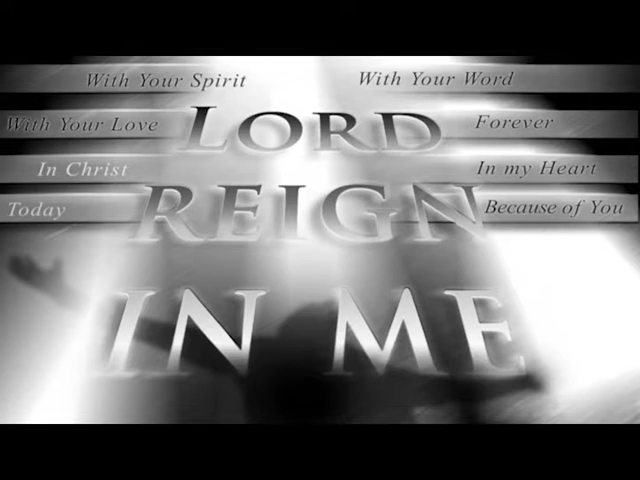 With Your Spirit
With Your Word
With Your Love
Forever
In Christ
In my Heart
Today
Because of You
LORD
REIGN
IN ME